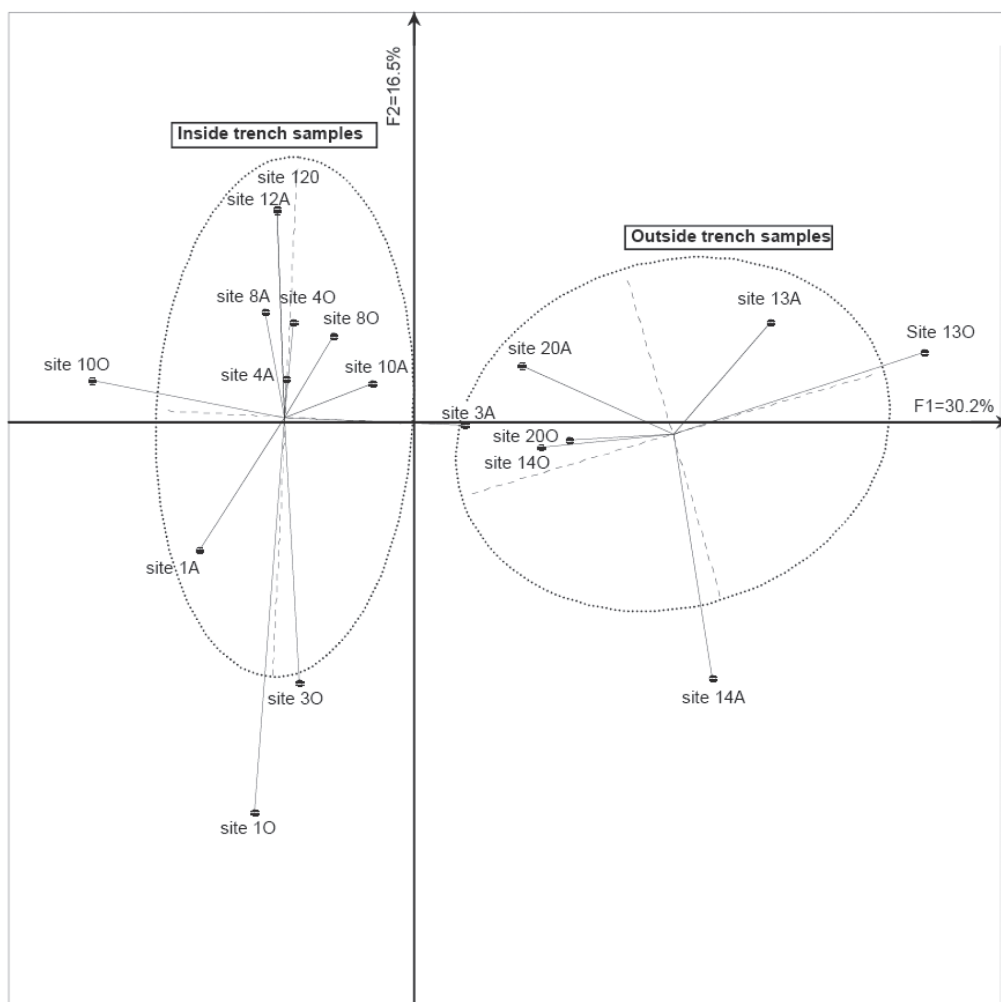 F2=16.5%
Inside trench samples
site 120
site 12A
Outside trench samples
site 8A
site 4O
site 13A
site 8O
Site 13O
site 20A
site 10O
site 4A
site 10A
F1=30.2%
site 3A
site 20O
site 14O
site 1A
site 3O
site 14A
site 1O